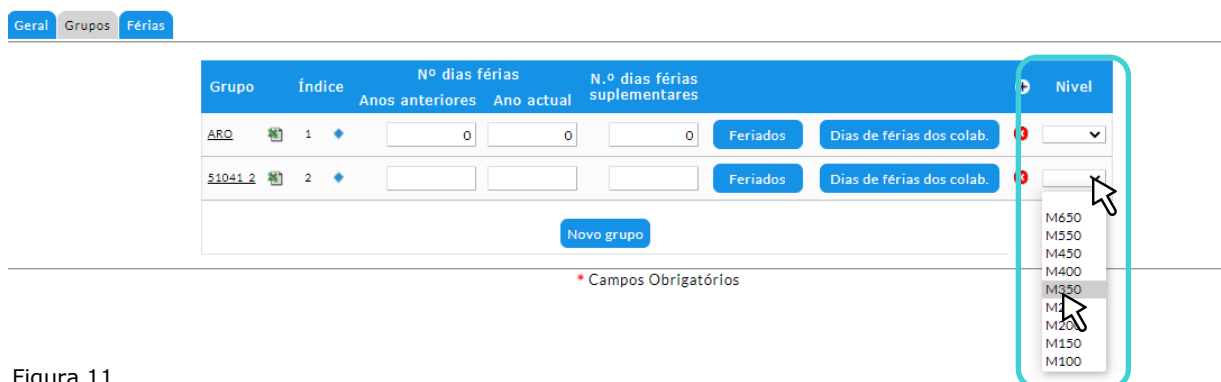 Geral Grupos Férias
Grupo Índice Nº dias férias N.º dias férias suplementares Nivel
Anos anteriores Ano actual
ARO 1 0 0 0 Feriados Dias de férias dos colab.
51041 2 2 Feriados Dias de férias dos colab.
Novo grupo
M650
M550
M450
M400
M350
M200
M150
M100
* Campos Obrigatórios
Figura 11